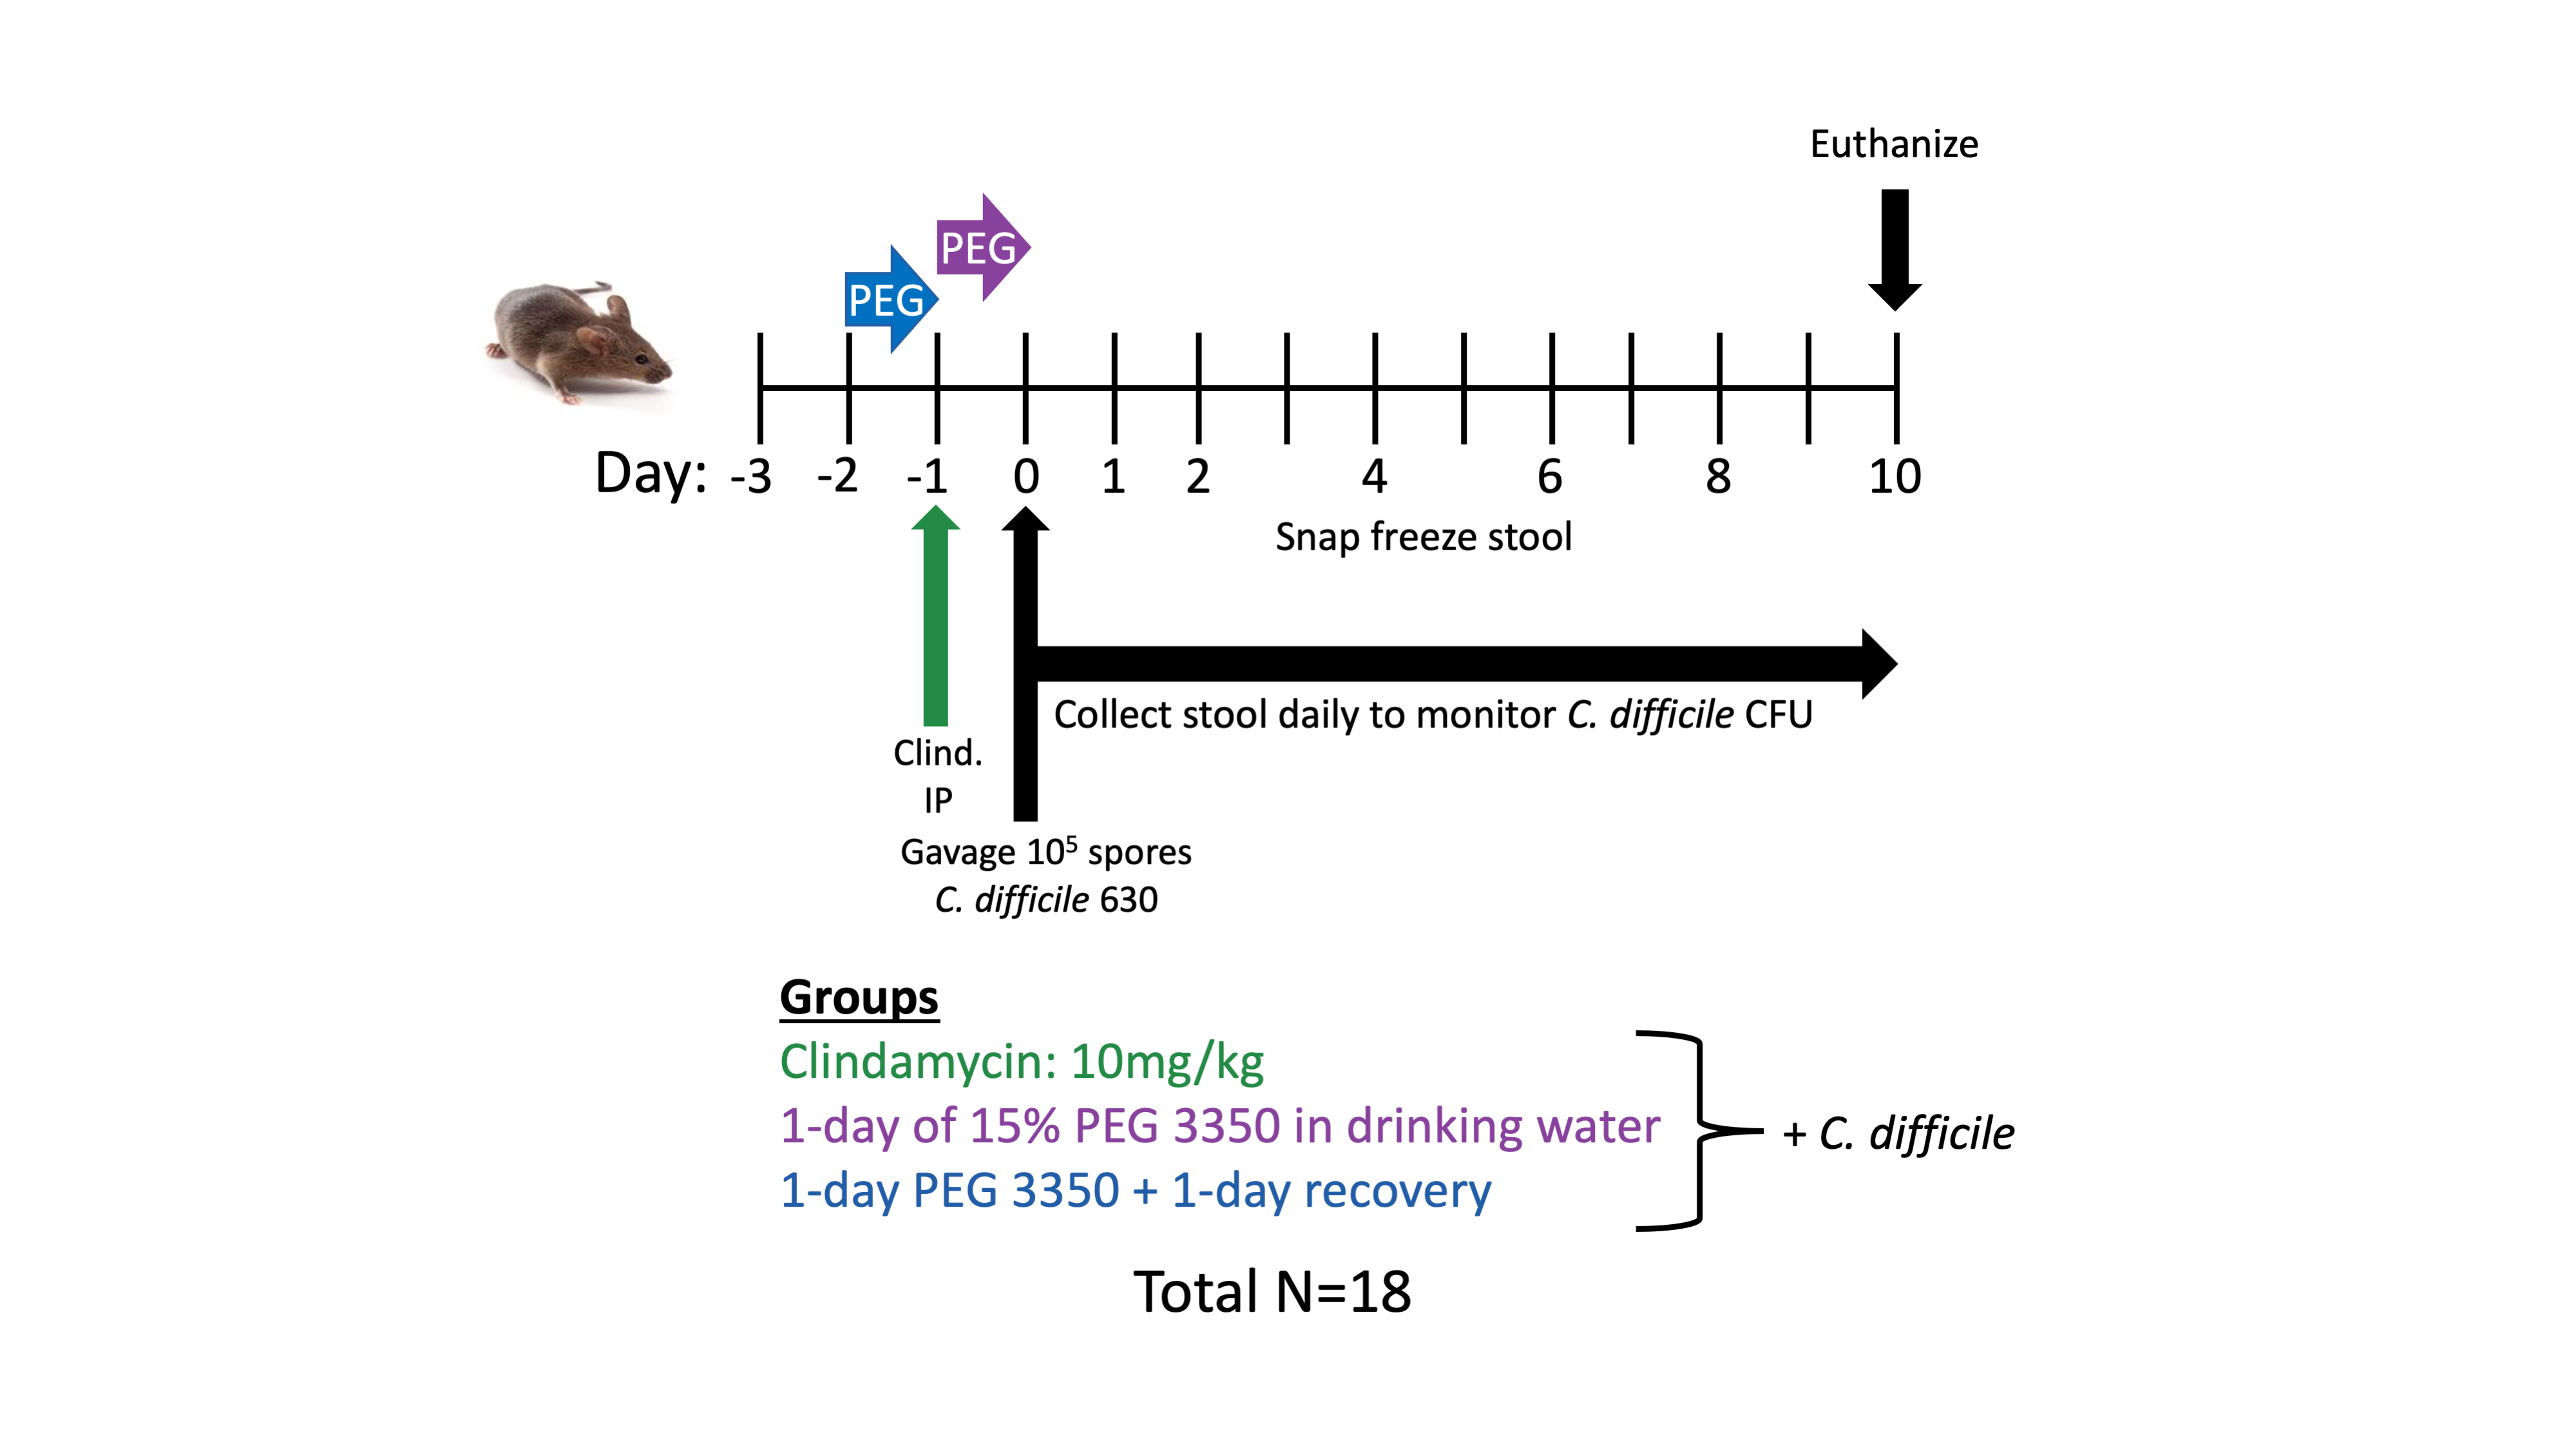 Euthanize
PEG
PEG
Day: -3 -2 -1 0 1 2 4 6 8 10
Snap freeze stool
Collect stool daily to monitor C. difficile CFU
Clind.
IP
Gavage 10⁵ spores
C. difficile 630
Groups
Clindamycin: 10mg/kg
1-day of 15% PEG 3350 in drinking water
1-day PEG 3350 + 1-day recovery
+ C. difficile
Total N=18